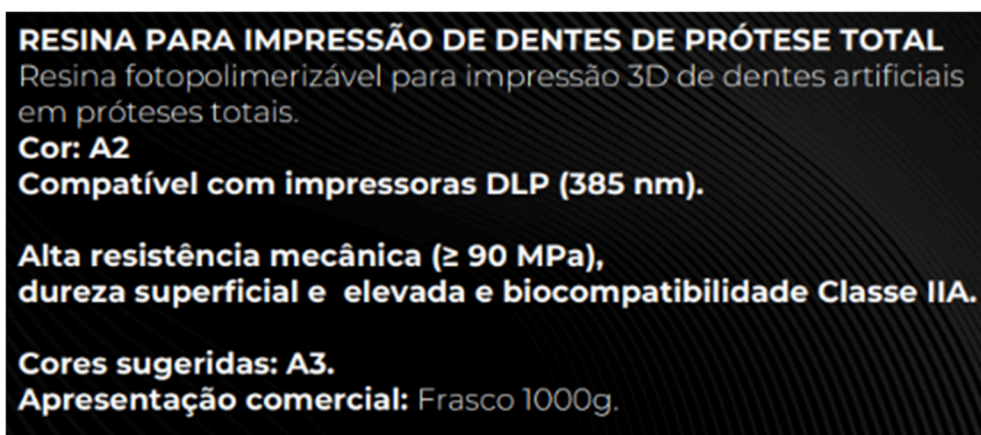 RESINA PARA IMPRESSÃO DE DENTES DE PRÓTESE TOTAL
Resina fotopolimerizável para impressão 3D de dentes artificiais
em próteses totais.
Cor: A2
Compatível com impressoras DLP (385 nm).
Alta resistência mecânica (≥ 90 MPa),
dureza superficial e  elevada e biocompatibilidade Classe IIA.
Cores sugeridas: A3.
Apresentação comercial: Frasco 1000g.